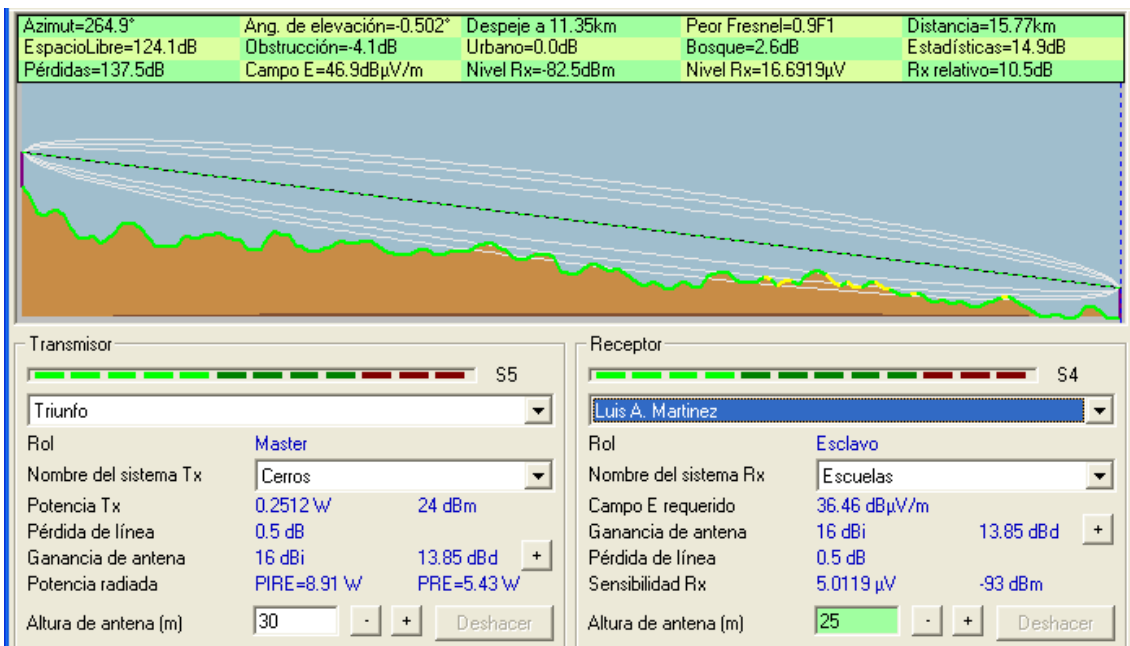 Azimut=264.9° Ang. de elevación=-0.502° Despeje a 11.35km Peor Fresnel=0.9F1 Distancia=15.77km
EspacioLibre=124.1dB Obstrucción=-4.1dB Urbano=0.0dB Bosque=2.6dB Estadísticas=14.9dB
Pérdidas=137.5dB Campo E=46.9dBµV/m Nivel Rx=-82.5dBm Nivel Rx=16.6919µV Rx relativo=10.5dB
Transmisor
S5
Triunfo
Rol Master
Nombre del sistema Tx Cerros
Potencia Tx 0.2512 W 24 dBm
Pérdida de línea 0.5 dB
Ganancia de antena 16 dBi 13.85 dBd +
Potencia radiada PIRE=8.91 W PRE=5.43 W
Altura de antena (m) 30 - + Deshacer
Receptor
S4
Luis A. Martinez
Rol Esclavo
Nombre del sistema Rx Escuelas
Campo E requerido 36.46 dBµV/m
Ganancia de antena 16 dBi 13.85 dBd +
Pérdida de línea 0.5 dB
Sensibilidad Rx 5.0119 µV -93 dBm
Altura de antena (m) 25 - + Deshacer